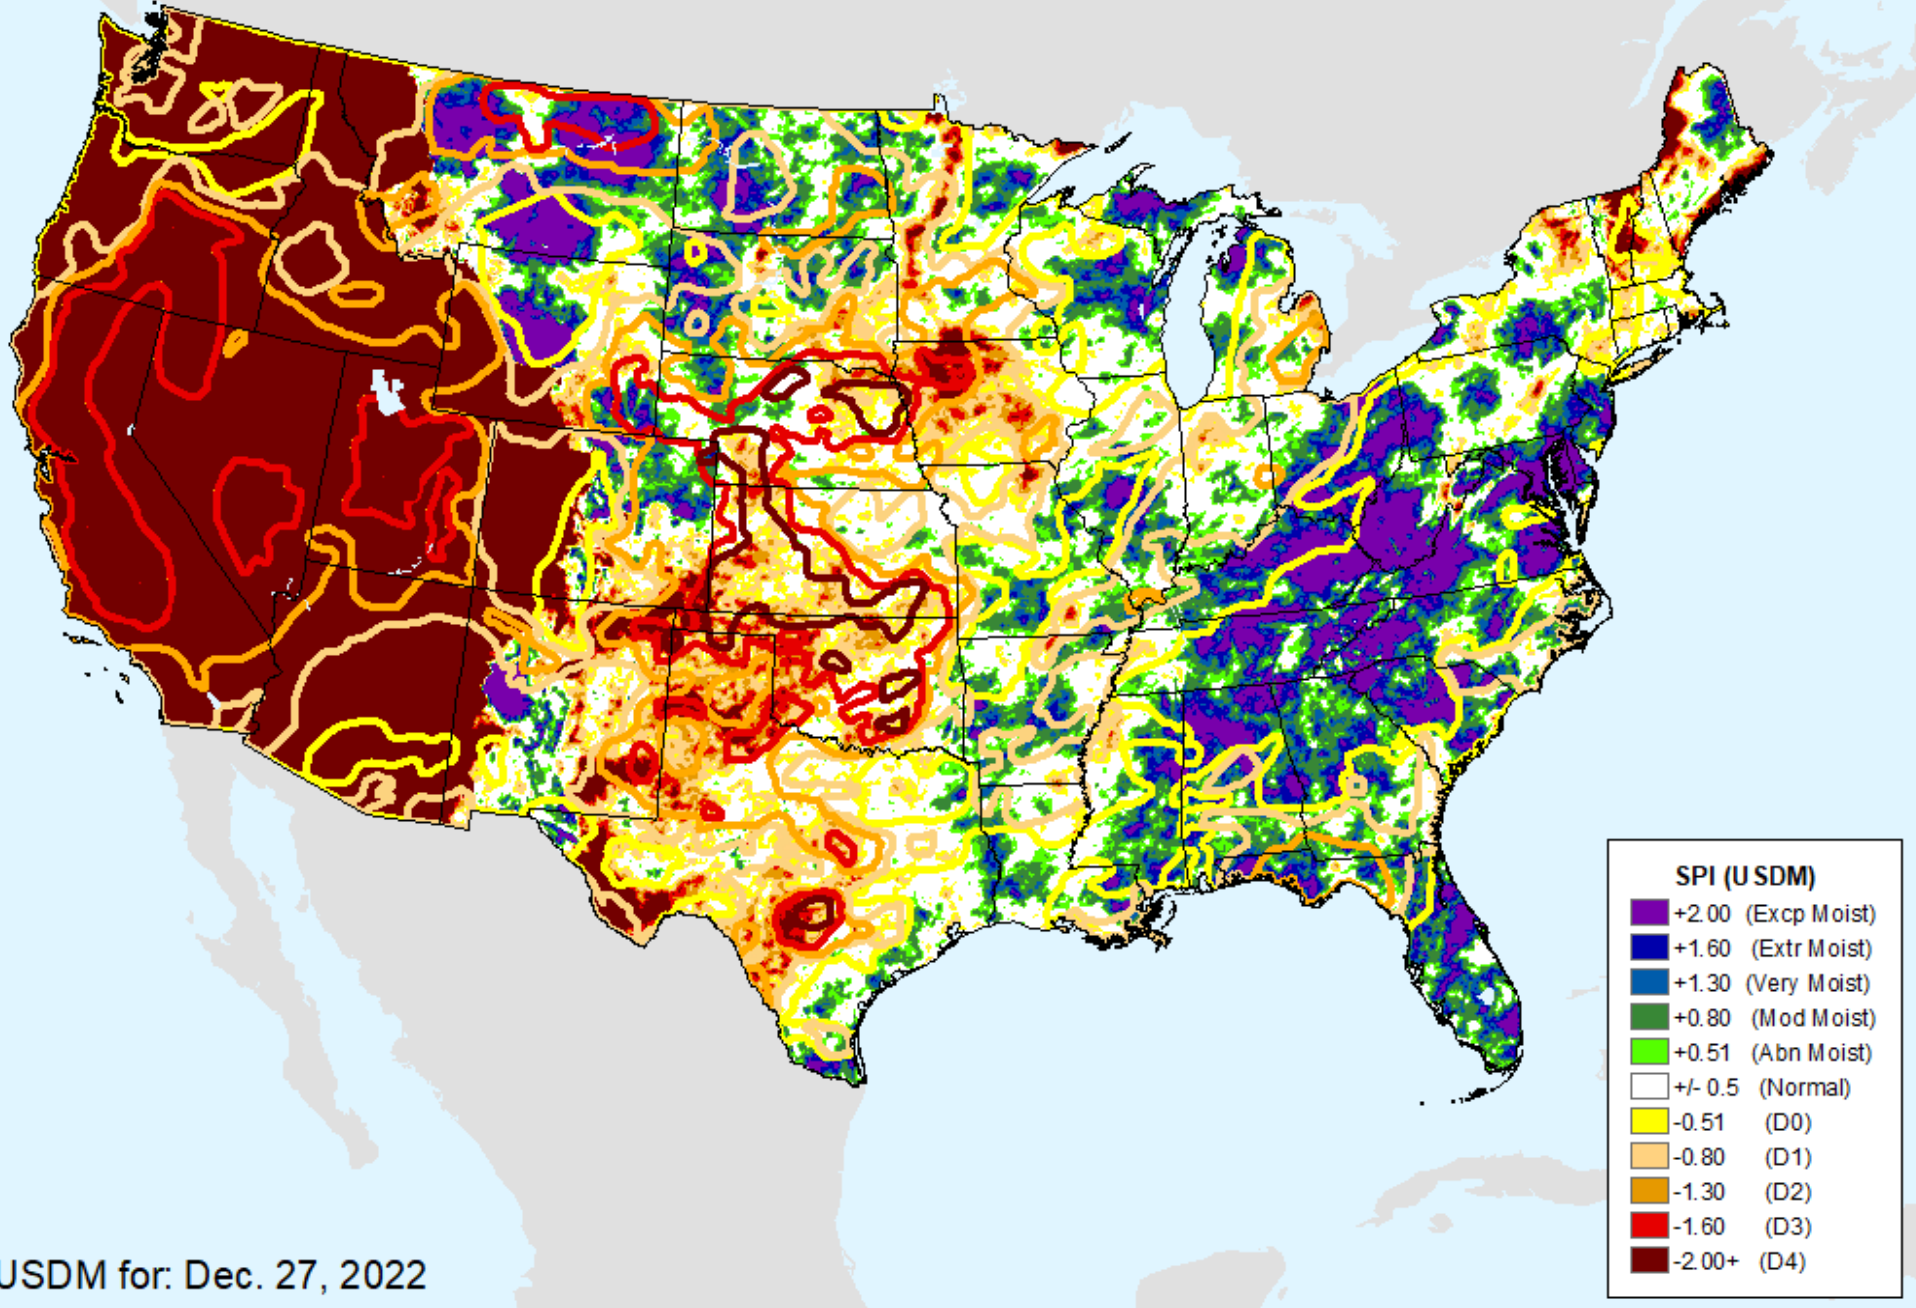 SPI (USDM)
+2.00 (Excp Moist)
+1.60 (Extr Moist)
+1.30 (Very Moist)
+0.80 (Mod Moist)
+0.51 (Abn Moist)
+/- 0.5 (Normal)
-0.51 (D0)
-0.80 (D1)
-1.30 (D2)
-1.60 (D3)
-2.00+ (D4)
USDM for: Dec. 27, 2022